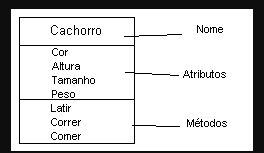 Cachorro
Nome
Cor
Altura
Tamanho
Peso
Atributos
Latir
Correr
Comer
Métodos